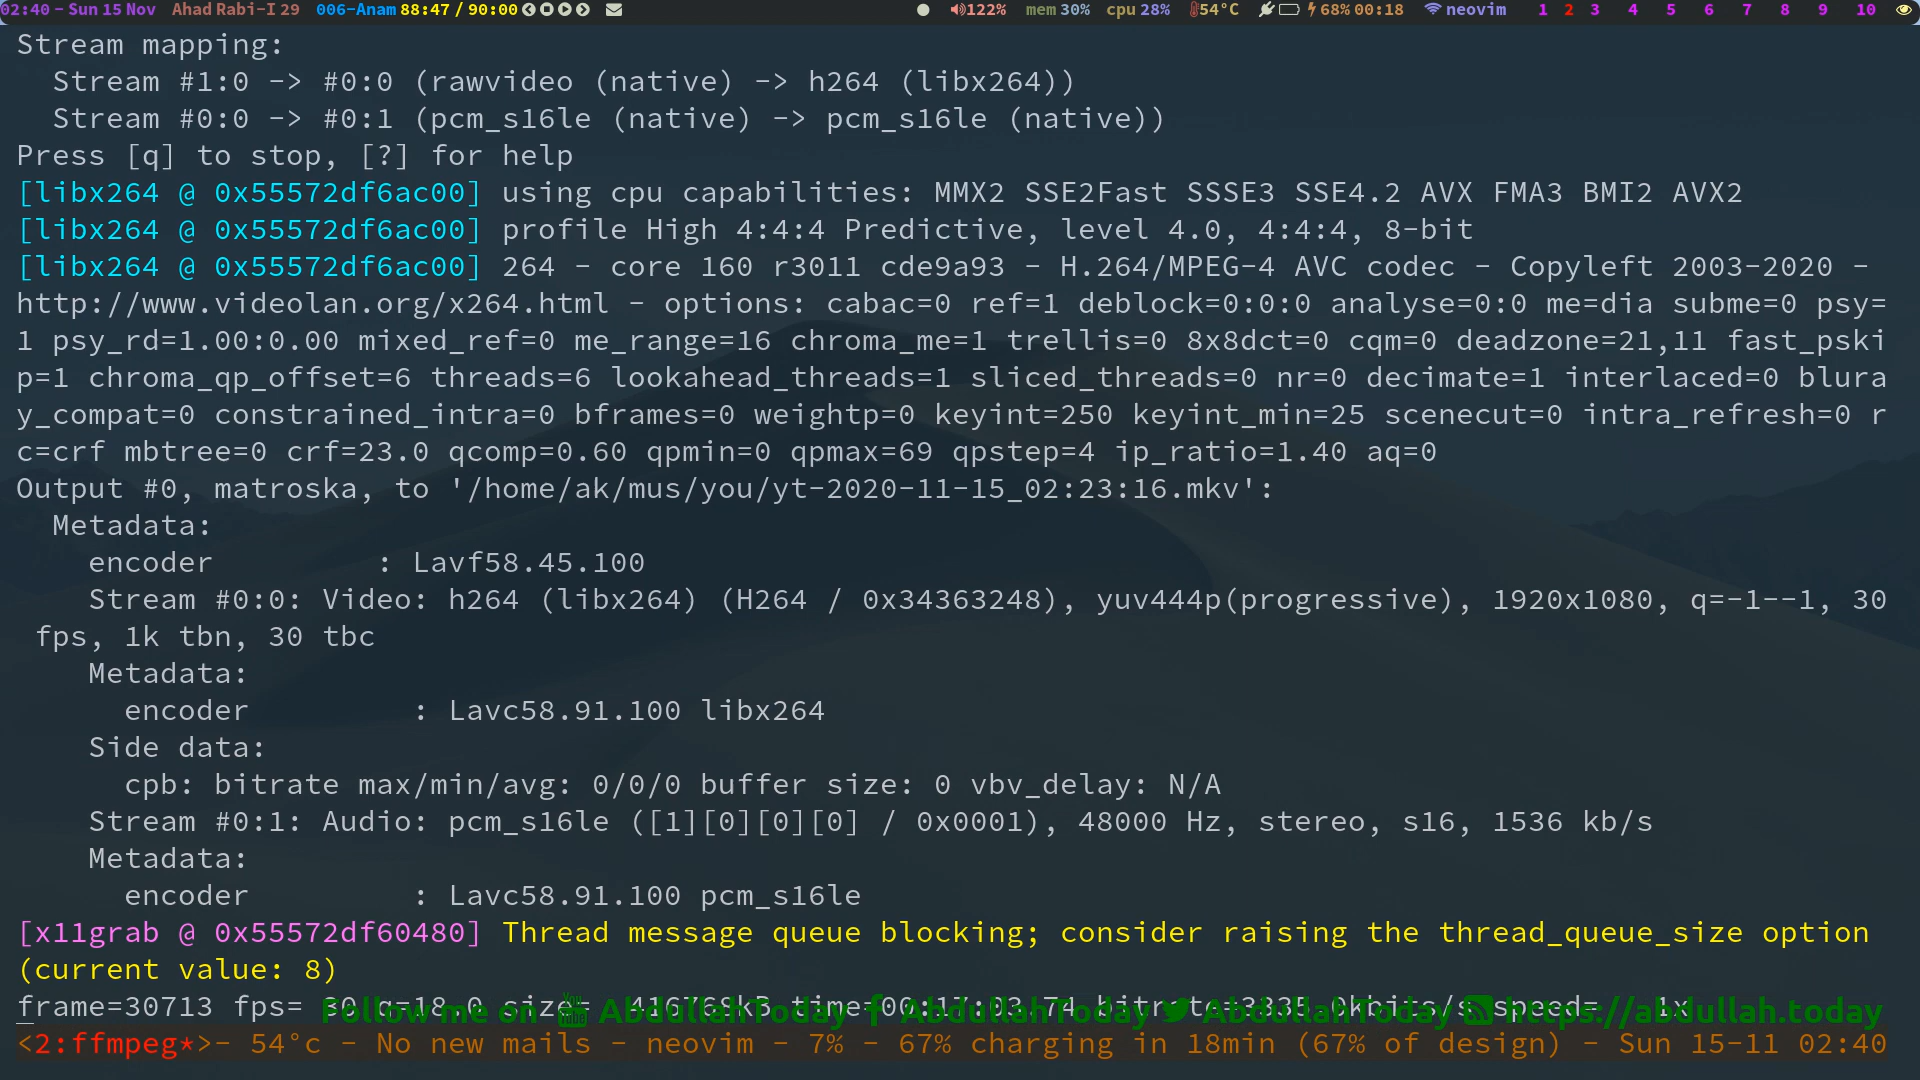 02:40 - Sun 15 Nov Ahad Rabi-I 29 006-Anam 88:47 / 90:00 122% mem 30% cpu 28% 54°C 68% 00:18 neovim 1 2 3 4 5 6 7 8 9 10
Stream mapping:
Stream #1:0 -> #0:0 (rawvideo (native) -> h264 (libx264))
Stream #0:0 -> #0:1 (pcm_s16le (native) -> pcm_s16le (native))
Press [q] to stop, [?] for help
[libx264 @ 0x55572df6ac00] using cpu capabilities: MMX2 SSE2Fast SSSE3 SSE4.2 AVX FMA3 BMI2 AVX2
[libx264 @ 0x55572df6ac00] profile High 4:4:4 Predictive, level 4.0, 4:4:4, 8-bit
[libx264 @ 0x55572df6ac00] 264 - core 160 r3011 cde9a93 - H.264/MPEG-4 AVC codec - Copyleft 2003-2020 -
http://www.videolan.org/x264.html - options: cabac=0 ref=1 deblock=0:0:0 analyse=0:0 me=dia subme=0 psy=
1 psy_rd=1.00:0.00 mixed_ref=0 me_range=16 chroma_me=1 trellis=0 8x8dct=0 cqm=0 deadzone=21,11 fast_pski
p=1 chroma_qp_offset=6 threads=6 lookahead_threads=1 sliced_threads=0 nr=0 decimate=1 interlaced=0 blura
y_compat=0 constrained_intra=0 bframes=0 weightp=0 keyint=250 keyint_min=25 scenecut=0 intra_refresh=0 r
c=crf mbtree=0 crf=23.0 qcomp=0.60 qpmin=0 qpmax=69 qpstep=4 ip_ratio=1.40 aq=0
Output #0, matroska, to '/home/ak/mus/you/yt-2020-11-15_02:23:16.mkv':
Metadata:
encoder : Lavf58.45.100
Stream #0:0: Video: h264 (libx264) (H264 / 0x34363248), yuv444p(progressive), 1920x1080, q=-1--1, 30
fps, 1k tbn, 30 tbc
Metadata:
encoder : Lavc58.91.100 libx264
Side data:
cpb: bitrate max/min/avg: 0/0/0 buffer size: 0 vbv_delay: N/A
Stream #0:1: Audio: pcm_s16le ([1][0][0][0] / 0x0001), 48000 Hz, stereo, s16, 1536 kb/s
Metadata:
encoder : Lavc58.91.100 pcm_s16le
[x11grab @ 0x55572df60480] Thread message queue blocking; consider raising the thread_queue_size option
(current value: 8)
frame=30713 fps= 30 q=18.0 size= 416768kB time=00:17:03.74 bitrate=3335.0kbits/s speed= 1x
Follow me on You Tube AbdullahToday AbdullahToday AbdullahToday https://abdullah.today
<2:ffmpeg*>- 54°c - No new mails - neovim - 7% - 67% charging in 18min (67% of design) - Sun 15-11 02:40